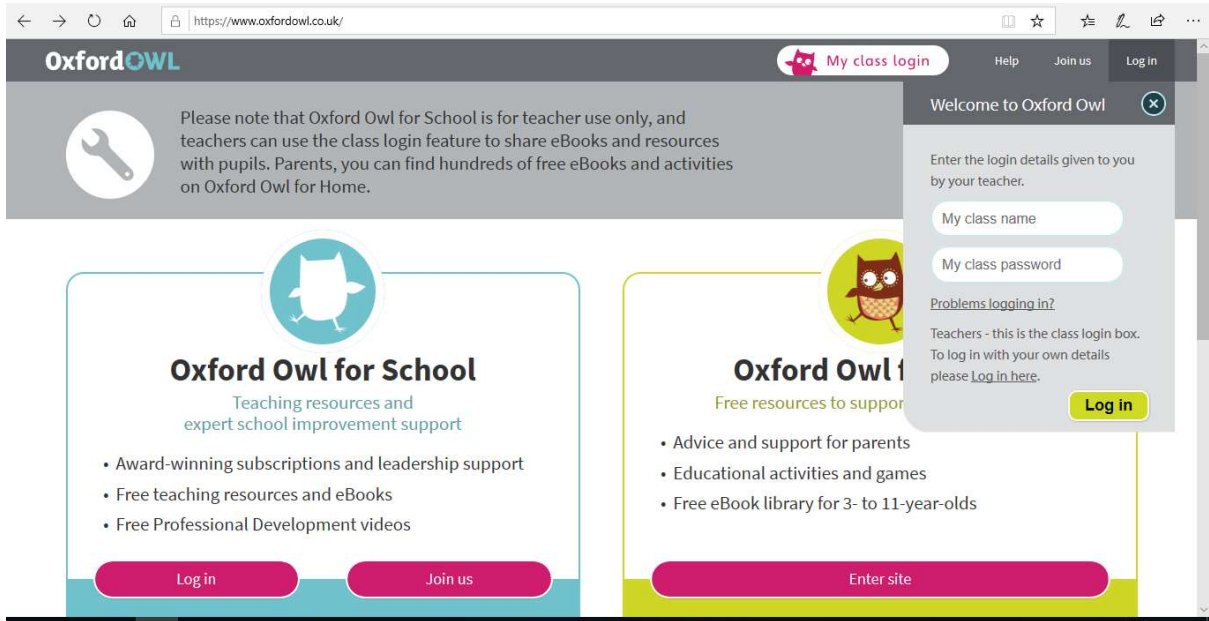 https://www.oxfordowl.co.uk/
OxfordOWL
My class login
Help
Join us
Log in
Please note that Oxford Owl for School is for teacher use only, and
teachers can use the class login feature to share eBooks and resources
with pupils. Parents, you can find hundreds of free eBooks and activities
on Oxford Owl for Home.
Welcome to Oxford Owl
Enter the login details given to you
by your teacher.
My class name
My class password
Problems logging in?
Teachers - this is the class login box.
To log in with your own details
please Log in here.
Log in
Oxford Owl for School
Teaching resources and
expert school improvement support
• Award-winning subscriptions and leadership support
• Free teaching resources and eBooks
• Free Professional Development videos
Log in
Join us
Oxford Owl
Free resources to suppor
• Advice and support for parents
• Educational activities and games
• Free eBook library for 3- to 11-year-olds
Enter site